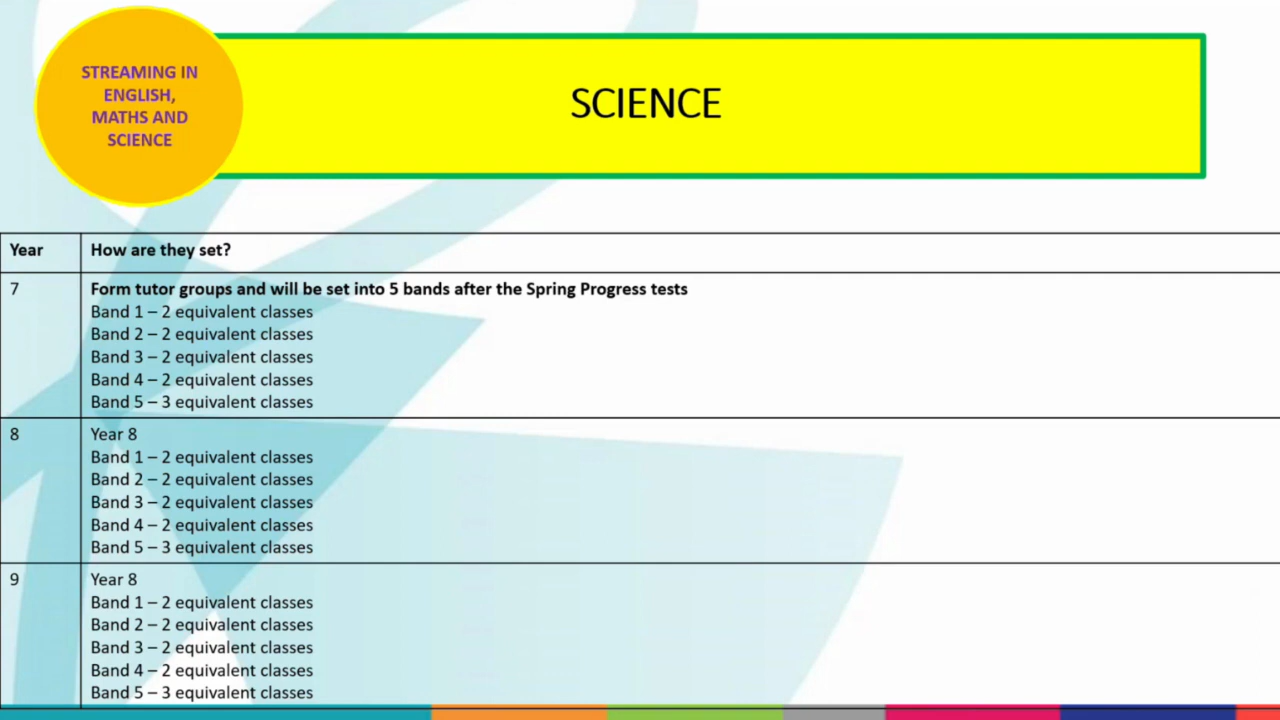 STREAMING IN
ENGLISH,
MATHS AND
SCIENCE
SCIENCE
Year How are they set?
7 Form tutor groups and will be set into 5 bands after the Spring Progress tests
Band 1 – 2 equivalent classes
Band 2 – 2 equivalent classes
Band 3 – 2 equivalent classes
Band 4 – 2 equivalent classes
Band 5 – 3 equivalent classes
8 Year 8
Band 1 – 2 equivalent classes
Band 2 – 2 equivalent classes
Band 3 – 2 equivalent classes
Band 4 – 2 equivalent classes
Band 5 – 3 equivalent classes
9 Year 8
Band 1 – 2 equivalent classes
Band 2 – 2 equivalent classes
Band 3 – 2 equivalent classes
Band 4 – 2 equivalent classes
Band 5 – 3 equivalent classes